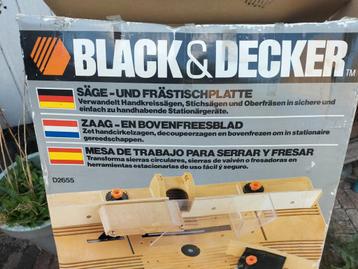 BLACK & DECKER TM
SÄGE-UND FRÄSTISCHPLATTE
Verwandelt Handkreissägen, Stichsägen und Oberfräsen in sichere und
einfach zu handhabende Stationärgeräte.
ZAAG-EN BOVENFREESBLAD
Zet handcirkelzagen, decoupeerzagen en bovenfrezen om in stationaire
gereedschappen.
MESA DE TRABAJO PARA SERRAR Y FRESAR
Transforma sierras circulares, sierras de vaivén o fresadoras en
herramientas estacionarias de uso fácil y seguro.
D2655